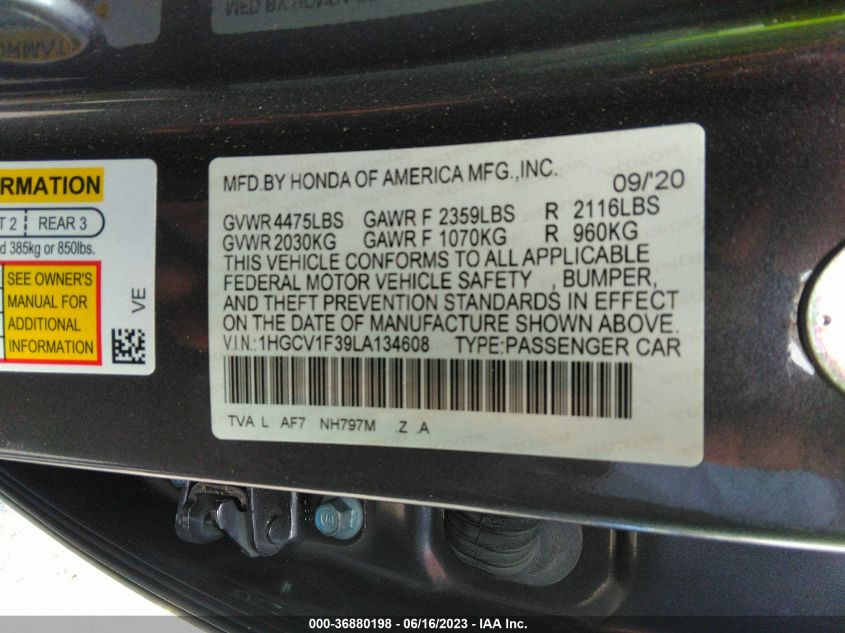 MFD.BY HONDA OF AMERICA MFG.,INC. 09/'20
GVWR 4475LBS GAWR F 2359LBS R 2116LBS
GVWR 2030KG GAWR F 1070KG R 960KG
THIS VEHICLE CONFORMS TO ALL APPLICABLE
FEDERAL MOTOR VEHICLE SAFETY , BUMPER,
AND THEFT PREVENTION STANDARDS IN EFFECT
ON THE DATE OF MANUFACTURE SHOWN ABOVE.
V.I.N.:1HGCV1F39LA134608 TYPE:PASSENGER CAR
TVA L AF7 NH797M .Z .A
RMATION
T 2 REAR 3
d 385kg or 850lbs.
SEE OWNER'S
MANUAL FOR
ADDITIONAL
INFORMATION
VE
000-36880198 - 06/16/2023 - IAAI.com